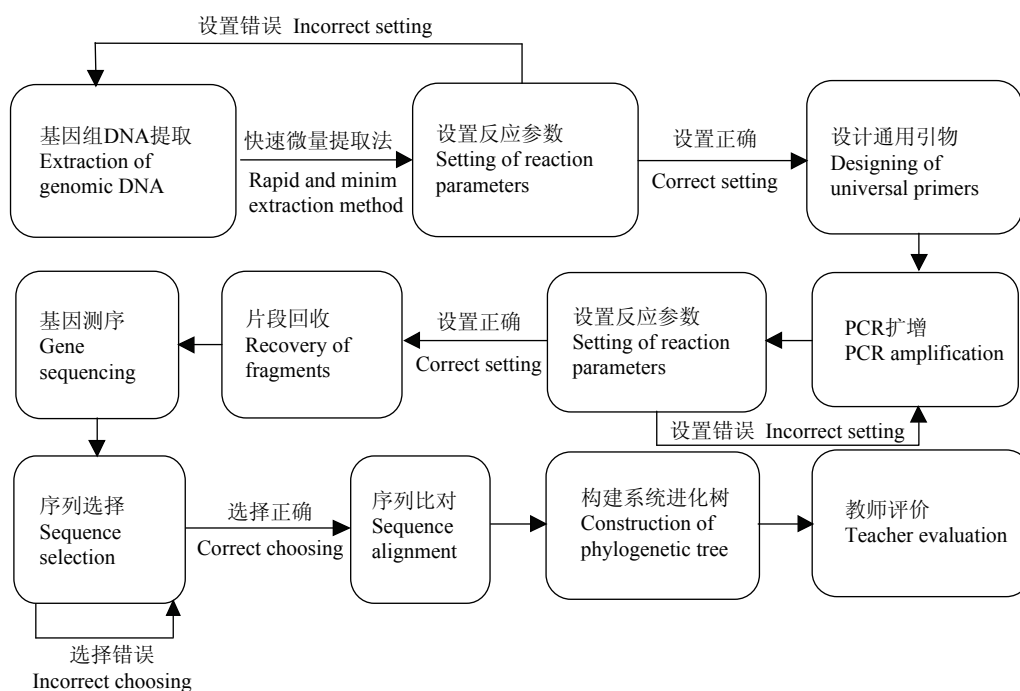 设置错误 Incorrect setting
基因组DNA提取
Extraction of
genomic DNA
快速微量提取法
Rapid and minim
extraction method
设置反应参数
Setting of reaction
parameters
设置正确
Correct setting
设计通用引物
Designing of
universal primers
PCR扩增
PCR amplification
设置反应参数
Setting of reaction
parameters
设置错误 Incorrect setting
设置正确
Correct setting
片段回收
Recovery of
fragments
基因测序
Gene
sequencing
序列选择
Sequence
selection
选择错误
Incorrect choosing
选择正确
Correct choosing
序列比对
Sequence
alignment
构建系统进化树
Construction of
phylogenetic tree
教师评价
Teacher evaluation